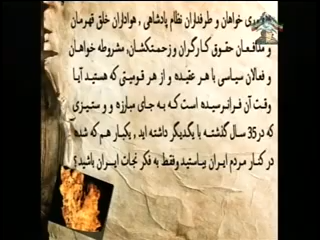 خواهان و طرفداران نظام پادشاهی , هواداران خلق قهرمان
و مدافعان حقوق کارگران و زحمتکشان, مشروطه خواهان
و فعالان سیاسی با هر عقیده و از هر قومیتی که هستید آیا
وقت آن فرا نرسیده است که به جای مبارزه و و ستیزی
که در 35 سال گذشته با یکدیگر داشته اید , یکبار هم که شده
در کنار مردم ایران بیاستید و فقط به فکر نجات ایران باشید؟